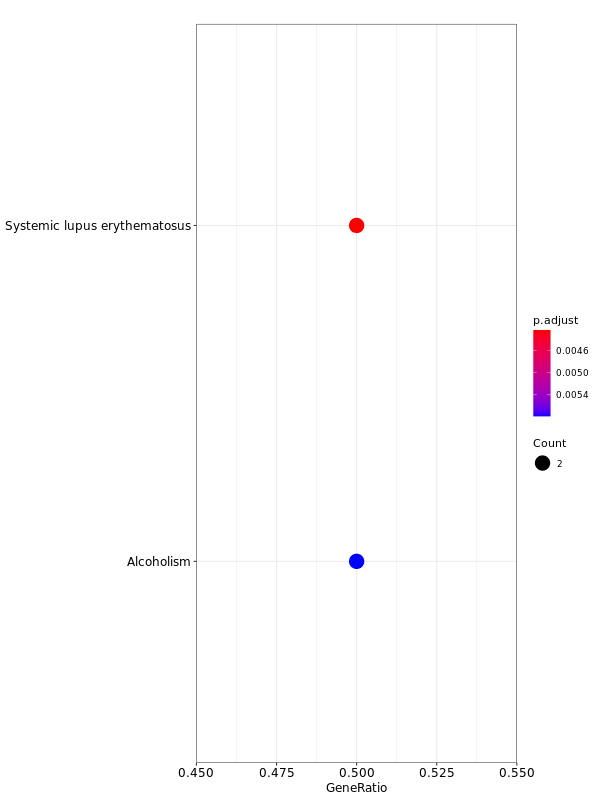 Systemic lupus erythematosus
Alcoholism
0.450 0.475 0.500 0.525 0.550
GeneRatio
p.adjust
0.0046
0.0050
0.0054
Count
2